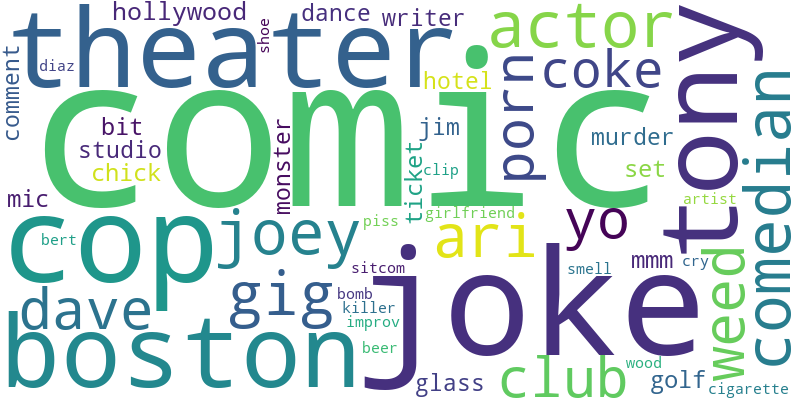 hollywood
dance
writer
shoe
theater
actor
tony
comment
diaz
hotel
porn
coke
comic
comedian
bit
studio
chick
monster
jim
ticket
clip
murder
set
mic
artist
cop
bert
joey
piss
girlfriend
ari
yo
mmm
cry
weed
sitcom
smell
joke
dave
gig
bomb
killer
improv
beer
boston
glass
club
wood
golf
cigarette